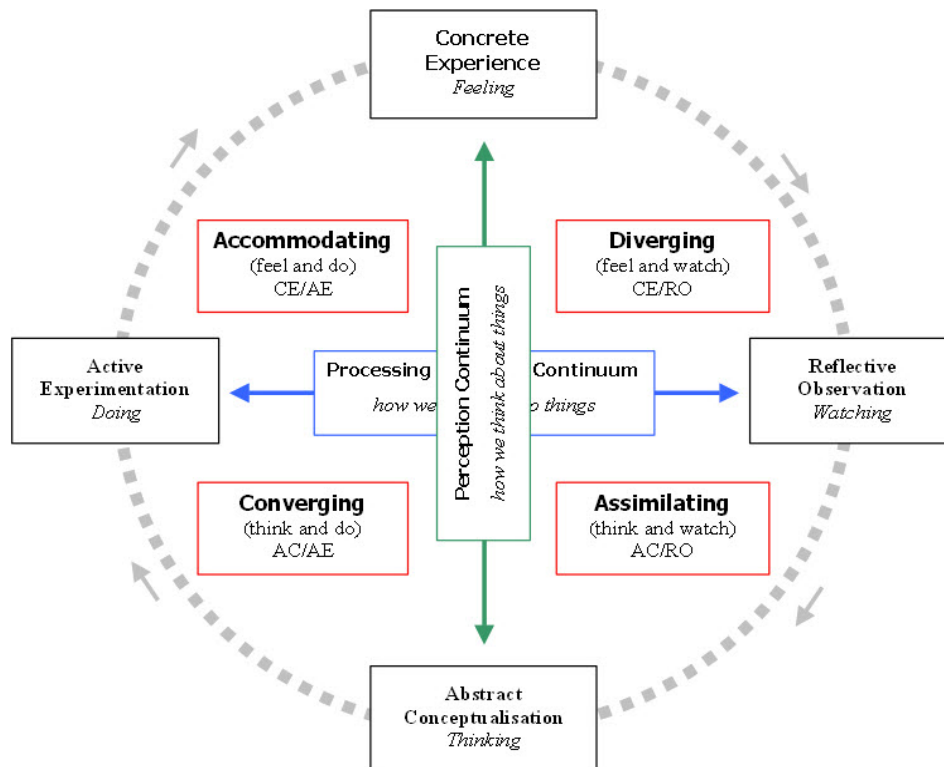 Concrete
Experience
Feeling
Accommodating
(feel and do)
CE/AE
Diverging
(feel and watch)
CE/RO
Perception Continuum
how we think about things
Active
Experimentation
Doing
Processing Continuum
how we o things
Reflective
Observation
Watching
Converging
(think and do)
AC/AE
Assimilating
(think and watch)
AC/RO
Abstract
Conceptualisation
Thinking